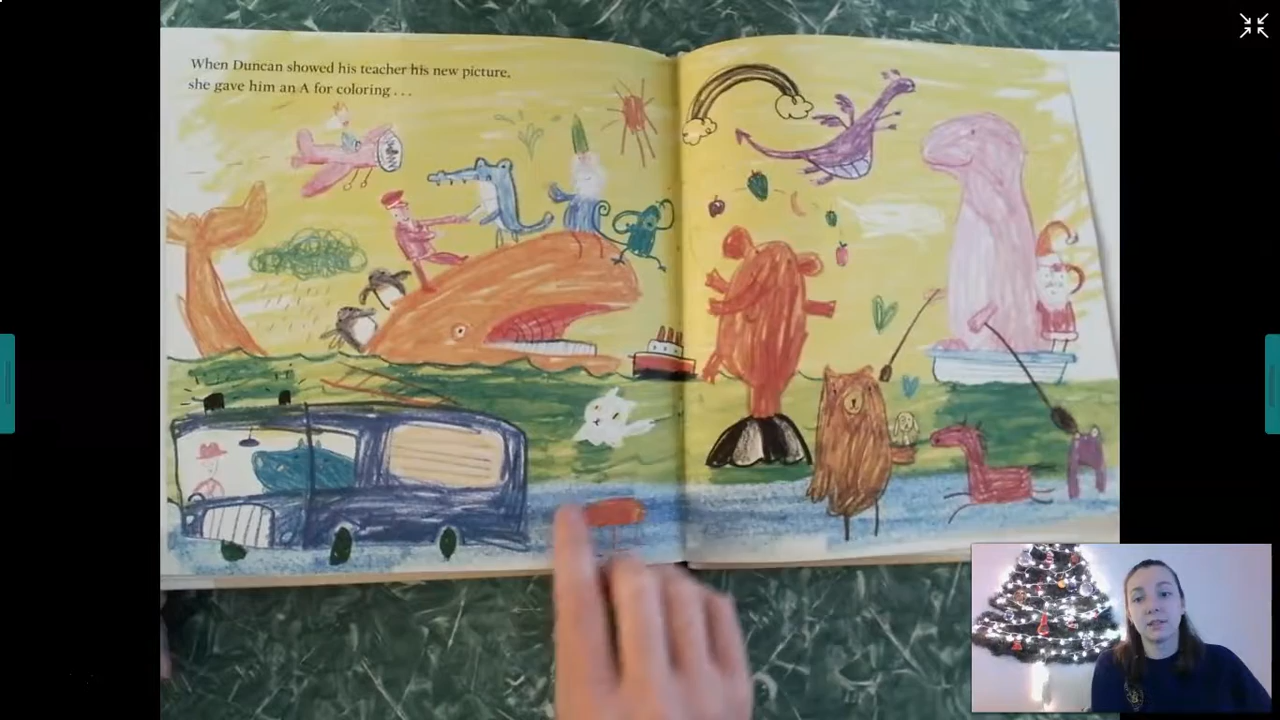 When Duncan showed his teacher his new picture,
she gave him an A for coloring . . .